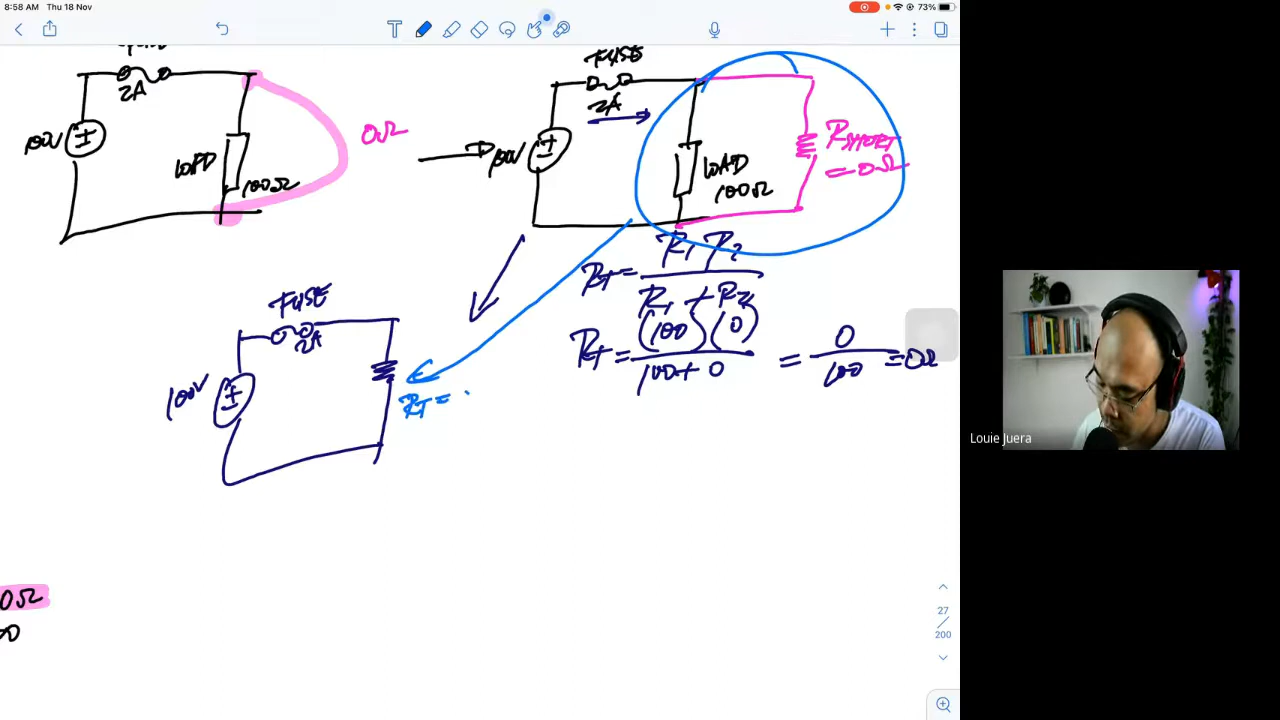 8:58 AM Thu 18 Nov
73%
2A
100V
LOAD
100Ω
0Ω
FUSE
2A
100V
LOAD
100Ω
RSHORT
= 0Ω
RT = R1 R2
R1 + R2
RT = (100)(0)
100 + 0
= 0
100
= 0Ω
FUSE
2A
100V
RT =
0Ω
27
/
200
Louie Juera